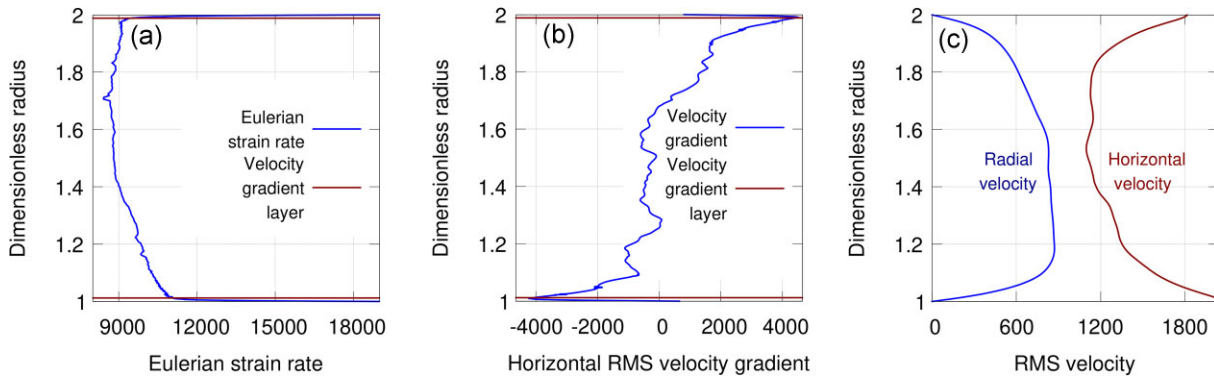 (a)
Dimensionless radius
2
1.8
1.6
1.4
1.2
1
Eulerian
strain rate
Velocity
gradient
layer
9000 12000 15000 18000
Eulerian strain rate
(b)
Dimensionless radius
2
1.8
1.6
1.4
1.2
1
Velocity
gradient
Velocity
gradient
layer
-4000 -2000 0 2000 4000
Horizontal RMS velocity gradient
(c)
Dimensionless radius
2
1.8
1.6
1.4
1.2
1
Radial
velocity
Horizontal
velocity
0 600 1200 1800
RMS velocity